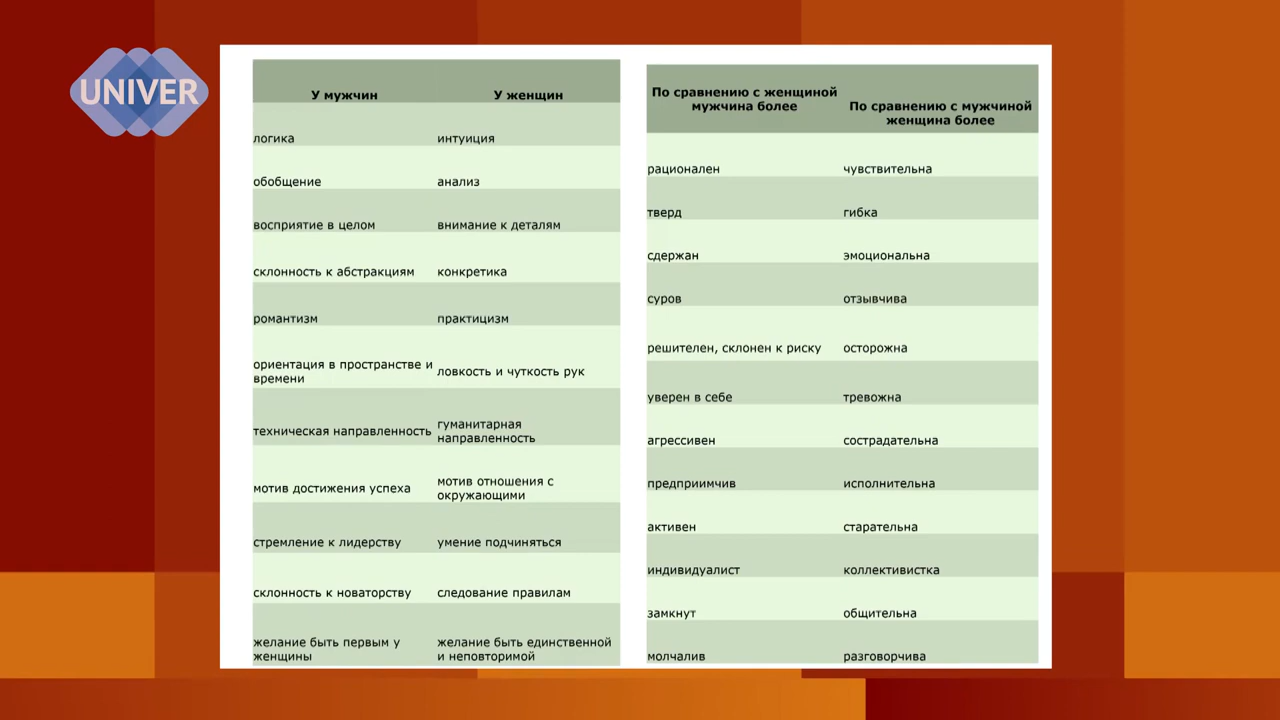 UNIVER
У мужчин У женщин
логика интуиция
обобщение анализ
восприятие в целом внимание к деталям
склонность к абстракциям конкретика
романтизм практицизм
ориентация в пространстве и
времени
ловкость и чуткость рук
техническая направленность
гуманитарная
направленность
мотив достижения успеха
мотив отношения с
окружающими
стремление к лидерству умение подчиняться
склонность к новаторству следование правилам
желание быть первым у
женщины
желание быть единственной
и неповторимой
По сравнению с женщиной
мужчина более
По сравнению с мужчиной
женщина более
рационален чувствительна
тверд гибка
сдержан эмоциональна
суров отзывчива
решителен, склонен к риску осторожна
уверен в себе тревожна
агрессивен сострадательна
предприимчив исполнительна
активен старательна
индивидуалист коллективистка
замкнут общительна
молчалив разговорчива